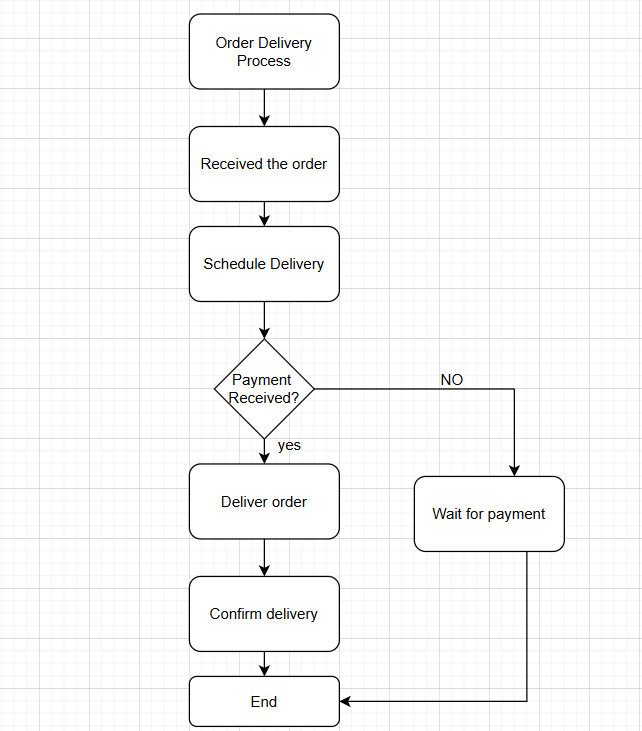 Order Delivery
Process
Received the order
Schedule Delivery
Payment
Received?
NO
yes
Deliver order
Wait for payment
Confirm delivery
End